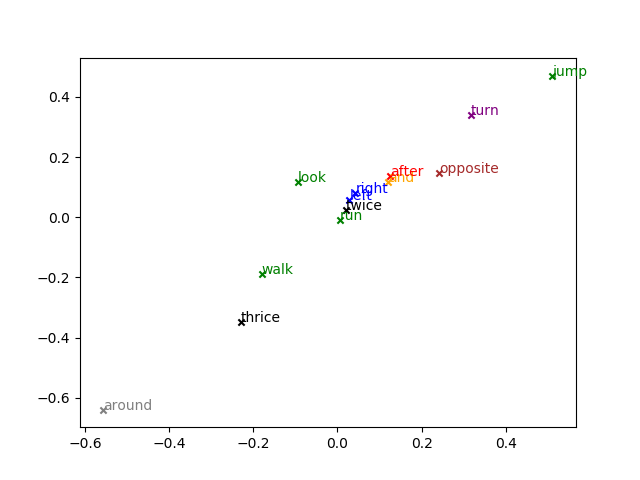 jump
turn
after
opposite
look
and
right
left
twice
run
walk
thrice
around
0.4
0.2
0.0
−0.2
−0.4
−0.6
−0.6
−0.4
−0.2
0.0
0.2
0.4